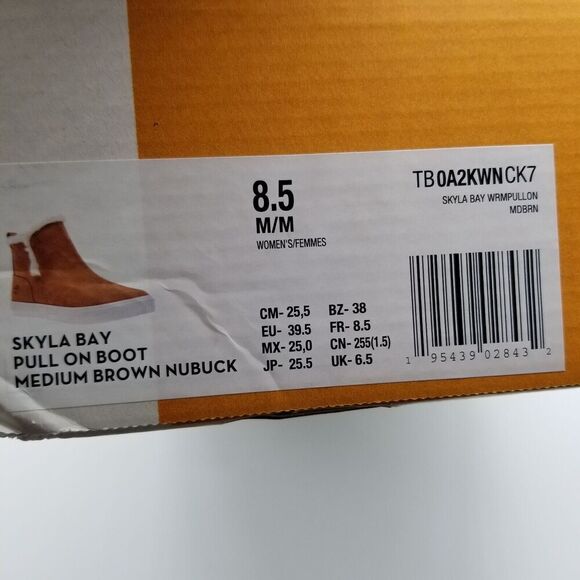 SKYLA BAY
PULL ON BOOT
MEDIUM BROWN NUBUCK
8.5
M/M
WOMEN'S/FEMMES
CM- 25,5 BZ- 38
EU- 39.5 FR- 8.5
MX- 25,0 CN- 255(1.5)
JP- 25.5 UK- 6.5
TB0A2KWNCK7
SKYLA BAY WRMPULLON
MDBRN
1 95439 02843 2